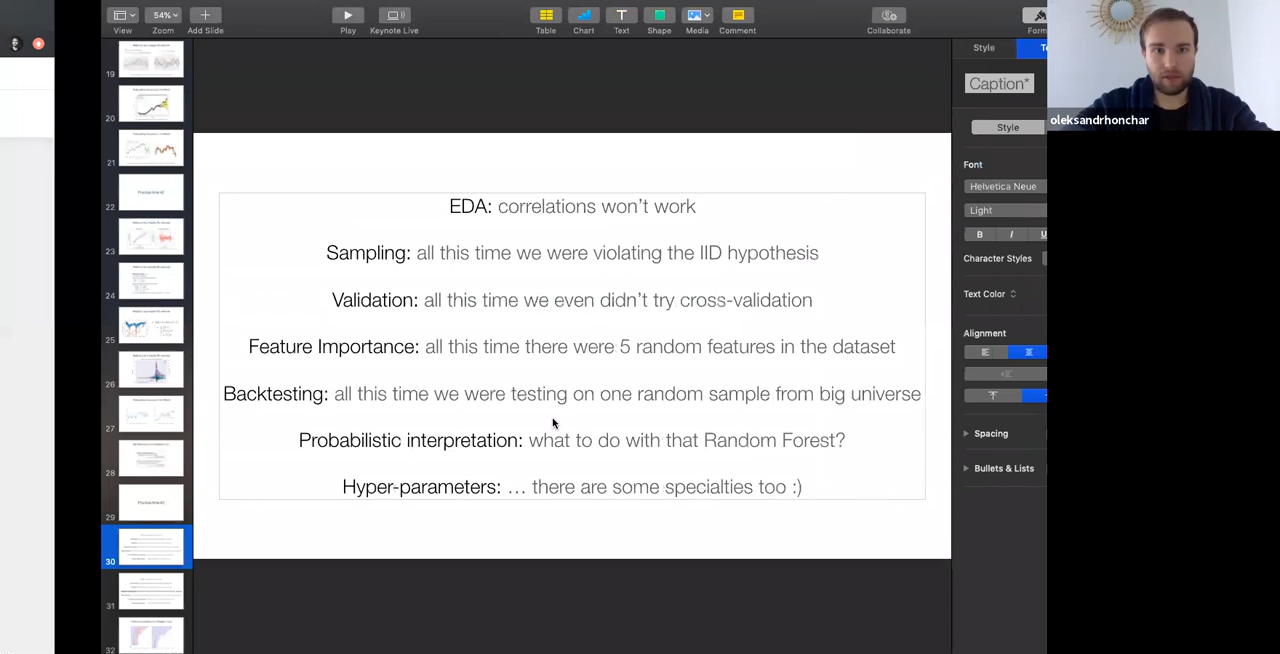 54%
View
Zoom
Add Slide
Play
Keynote Live
Table
Chart
Text
Shape
Media
Comment
Collaborate
Form
oleksandrhonchar
19
20
21
22
23
24
25
26
27
28
29
30
31
32
EDA: correlations won't work
Sampling: all this time we were violating the IID hypothesis
Validation: all this time we even didn't try cross-validation
Feature Importance: all this time there were 5 random features in the dataset
Backtesting: all this time we were testing on one random sample from big universe
Probabilistic interpretation: what to do with that Random Forest?
Hyper-parameters: … there are some specialties too :)
Style
Caption*
Style
Font
Helvetica Neue
Light
B I U
Character Styles
Text Color
Alignment
Spacing
Bullets & Lists